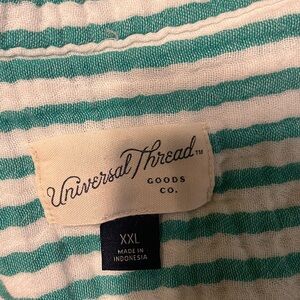 Universal Thread™
GOODS
CO.
XXL
MADE IN
INDONESIA